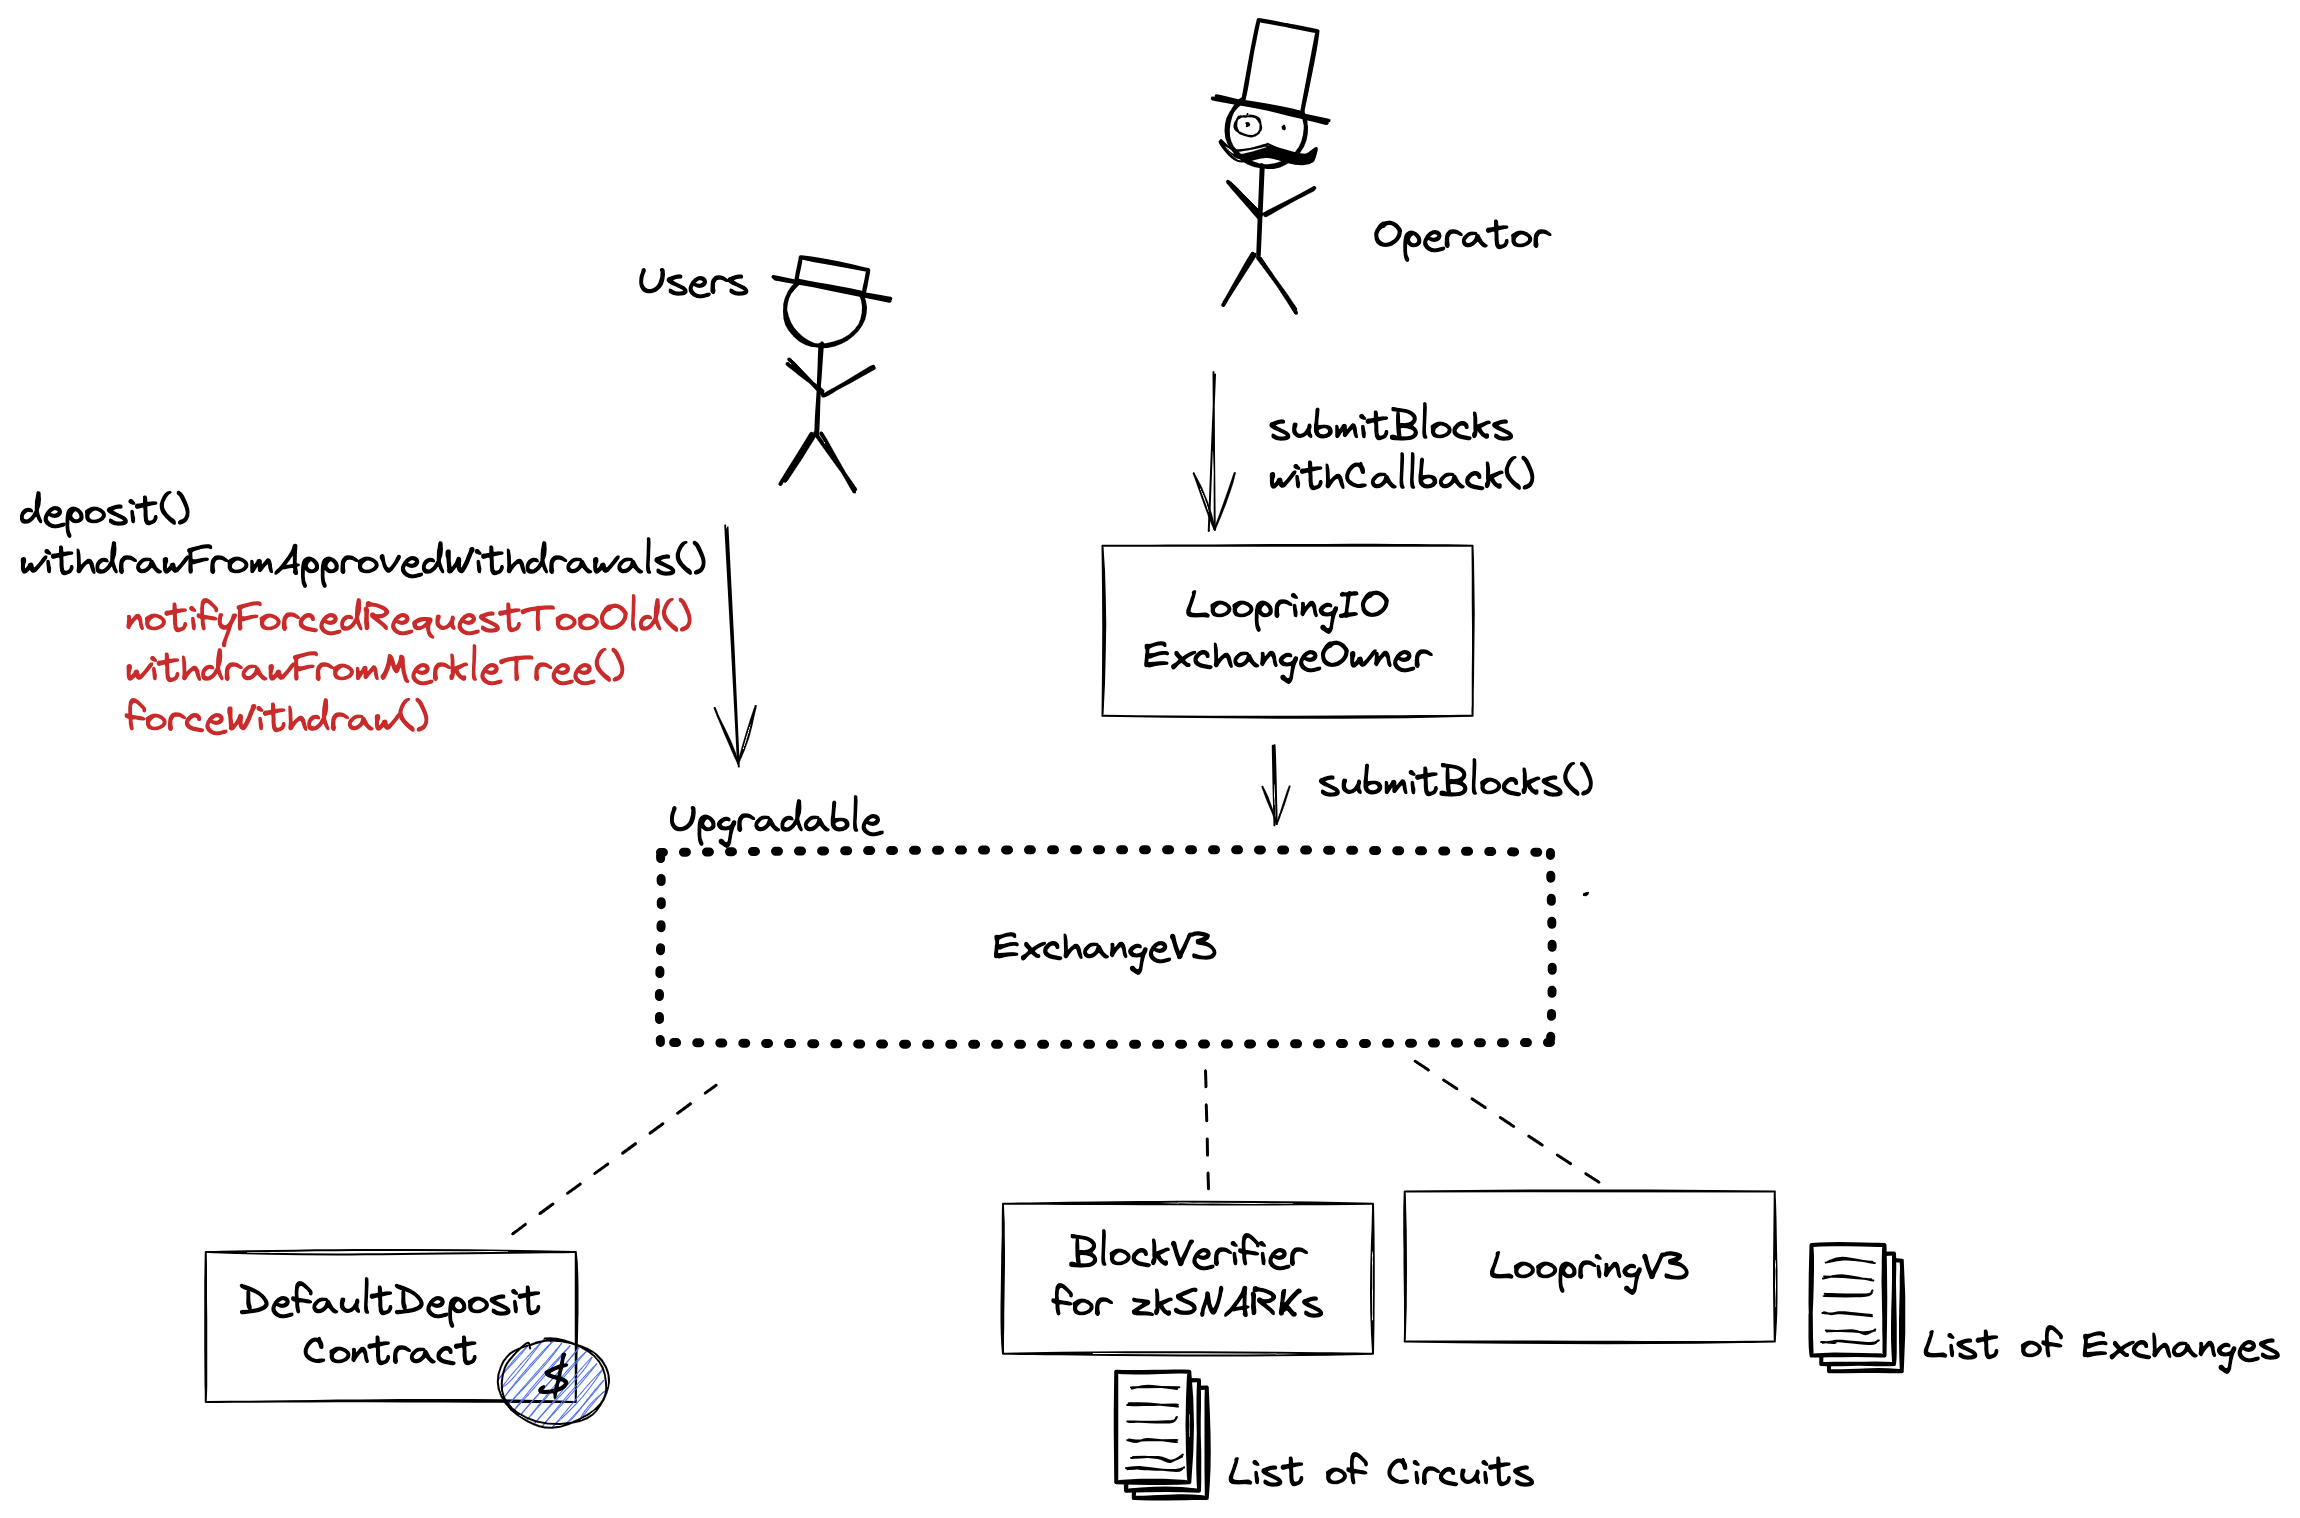 Operator
Users
submitBlocks
withCallback()
deposit()
withdrawFromApprovedWithdrawals()
notifyForcedRequestTooOld()
withdrawFromMerkleTree()
forceWithdraw()
LoopringIO
ExchangeOwner
submitBlocks()
Upgradable
ExchangeV3
DefaultDeposit
Contract
$
BlockVerifier
for zkSNARKs
LoopringV3
List of Exchanges
List of Circuits